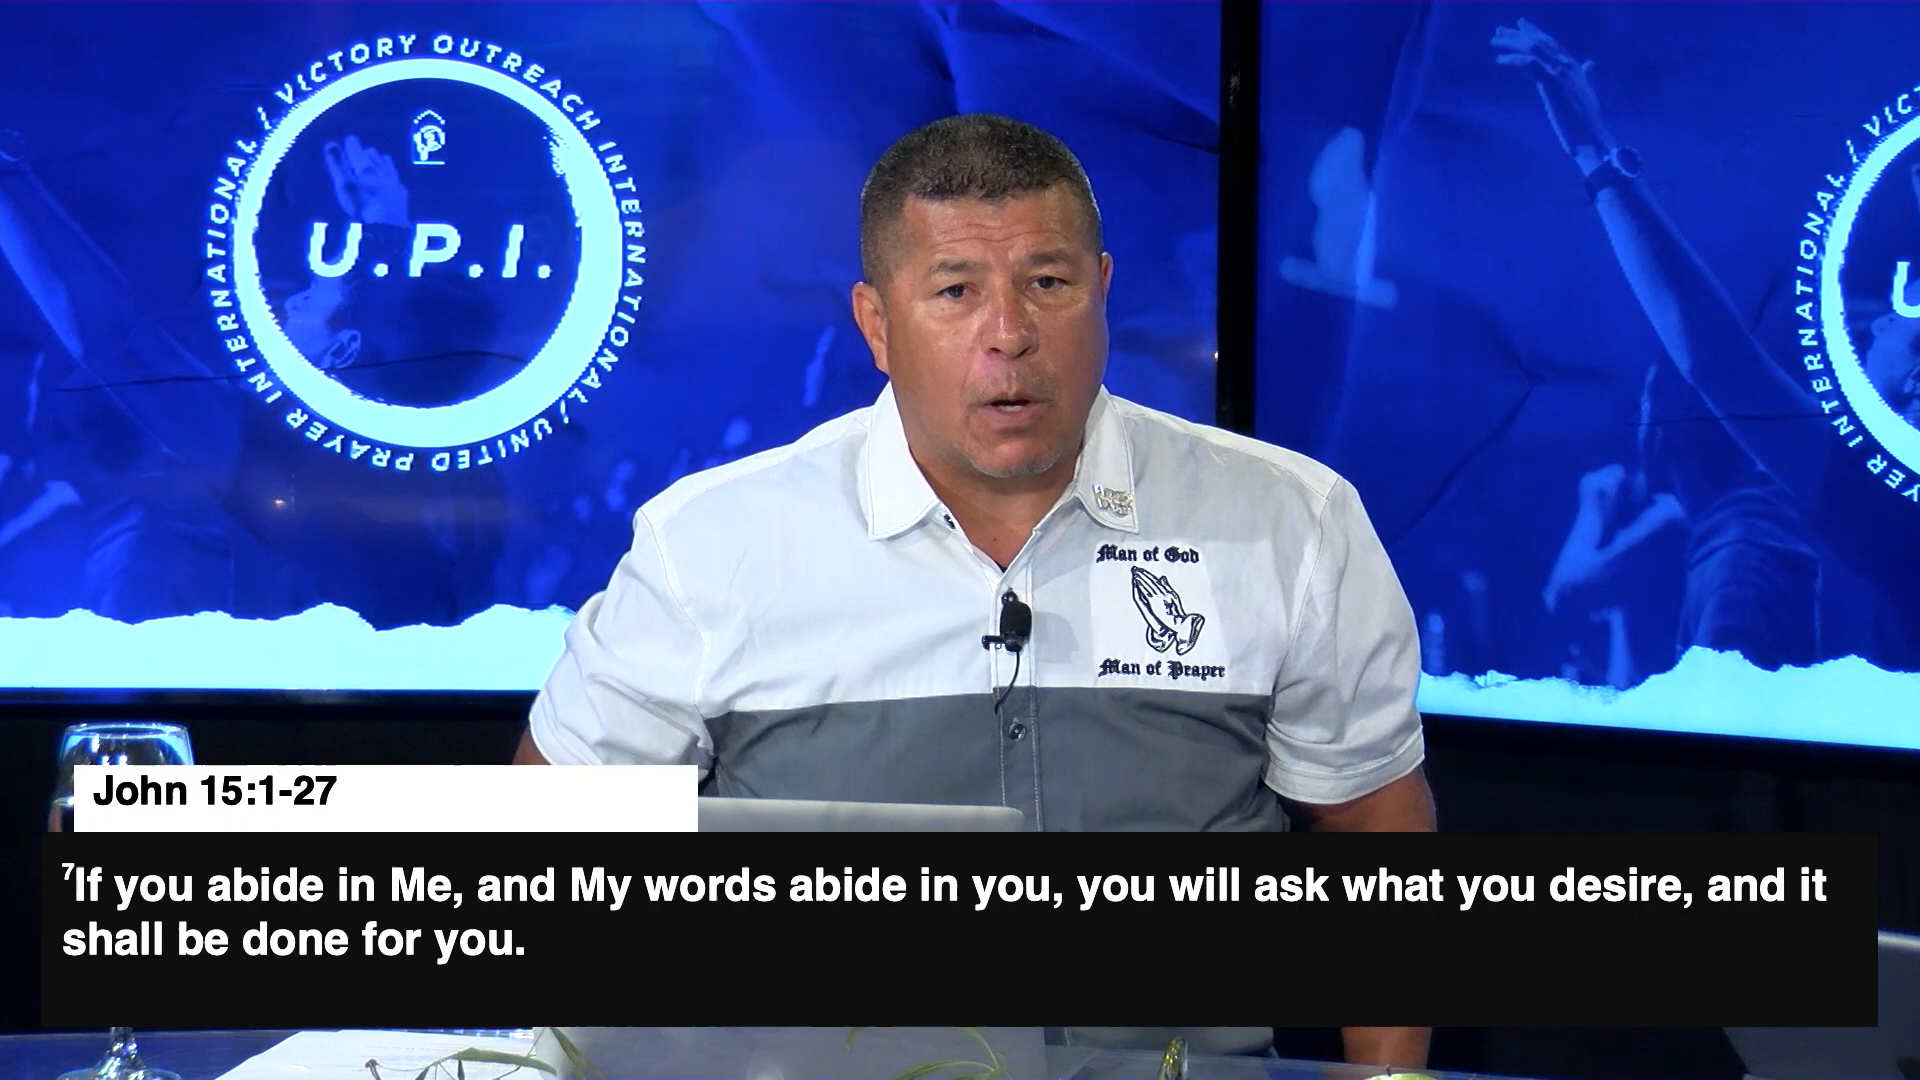 VICTORY OUTREACH INTERNATIONAL / UNITED PRAYER INTERNATIONAL /
U.P.I.
Man of God
Man of Prayer
John 15:1-27
⁷If you abide in Me, and My words abide in you, you will ask what you desire, and it
shall be done for you.